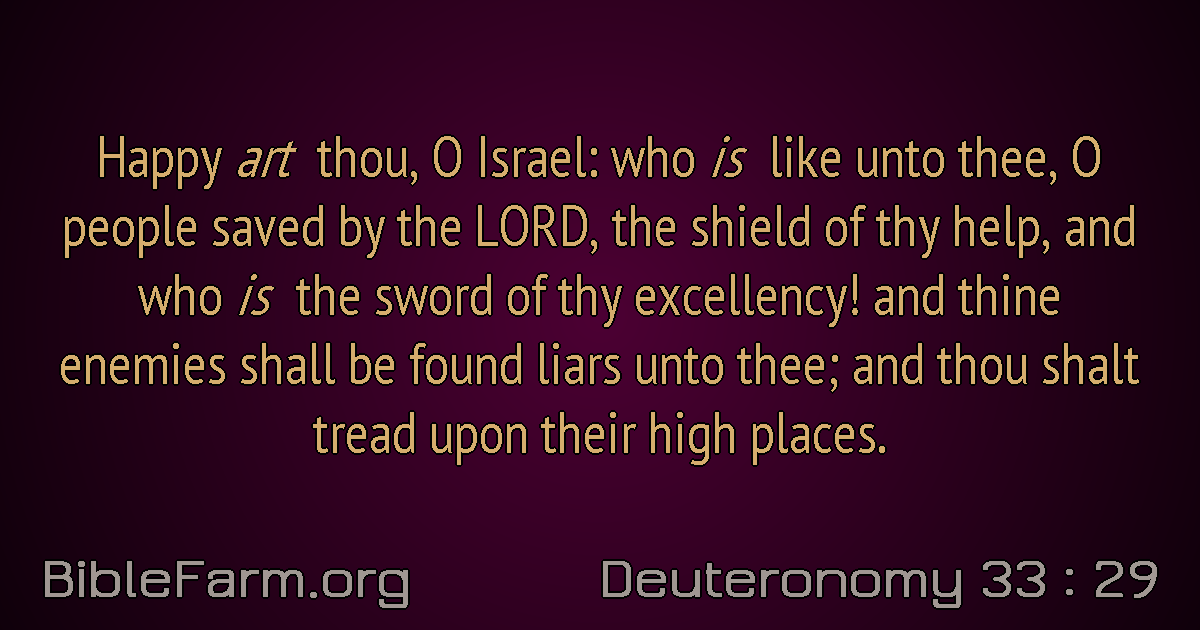 Happy art thou, O Israel: who is like unto thee, O
people saved by the LORD, the shield of thy help, and
who is the sword of thy excellency! and thine
enemies shall be found liars unto thee; and thou shalt
tread upon their high places.
BibleFarm.org
Deuteronomy 33 : 29